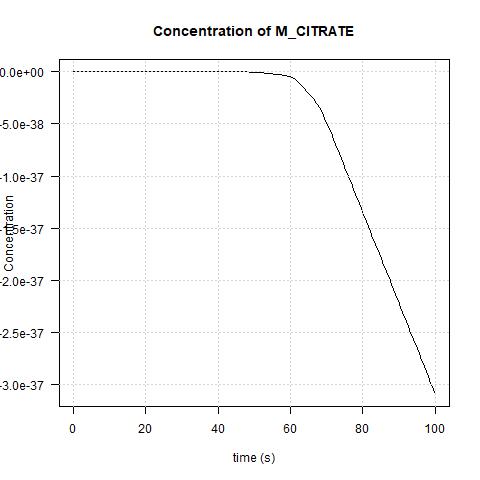 Concentration of M_CITRATE
0.0e+00
-5.0e-38
-1.0e-37
-1.5e-37
-2.0e-37
-2.5e-37
-3.0e-37
Concentration
0 20 40 60 80 100
time (s)